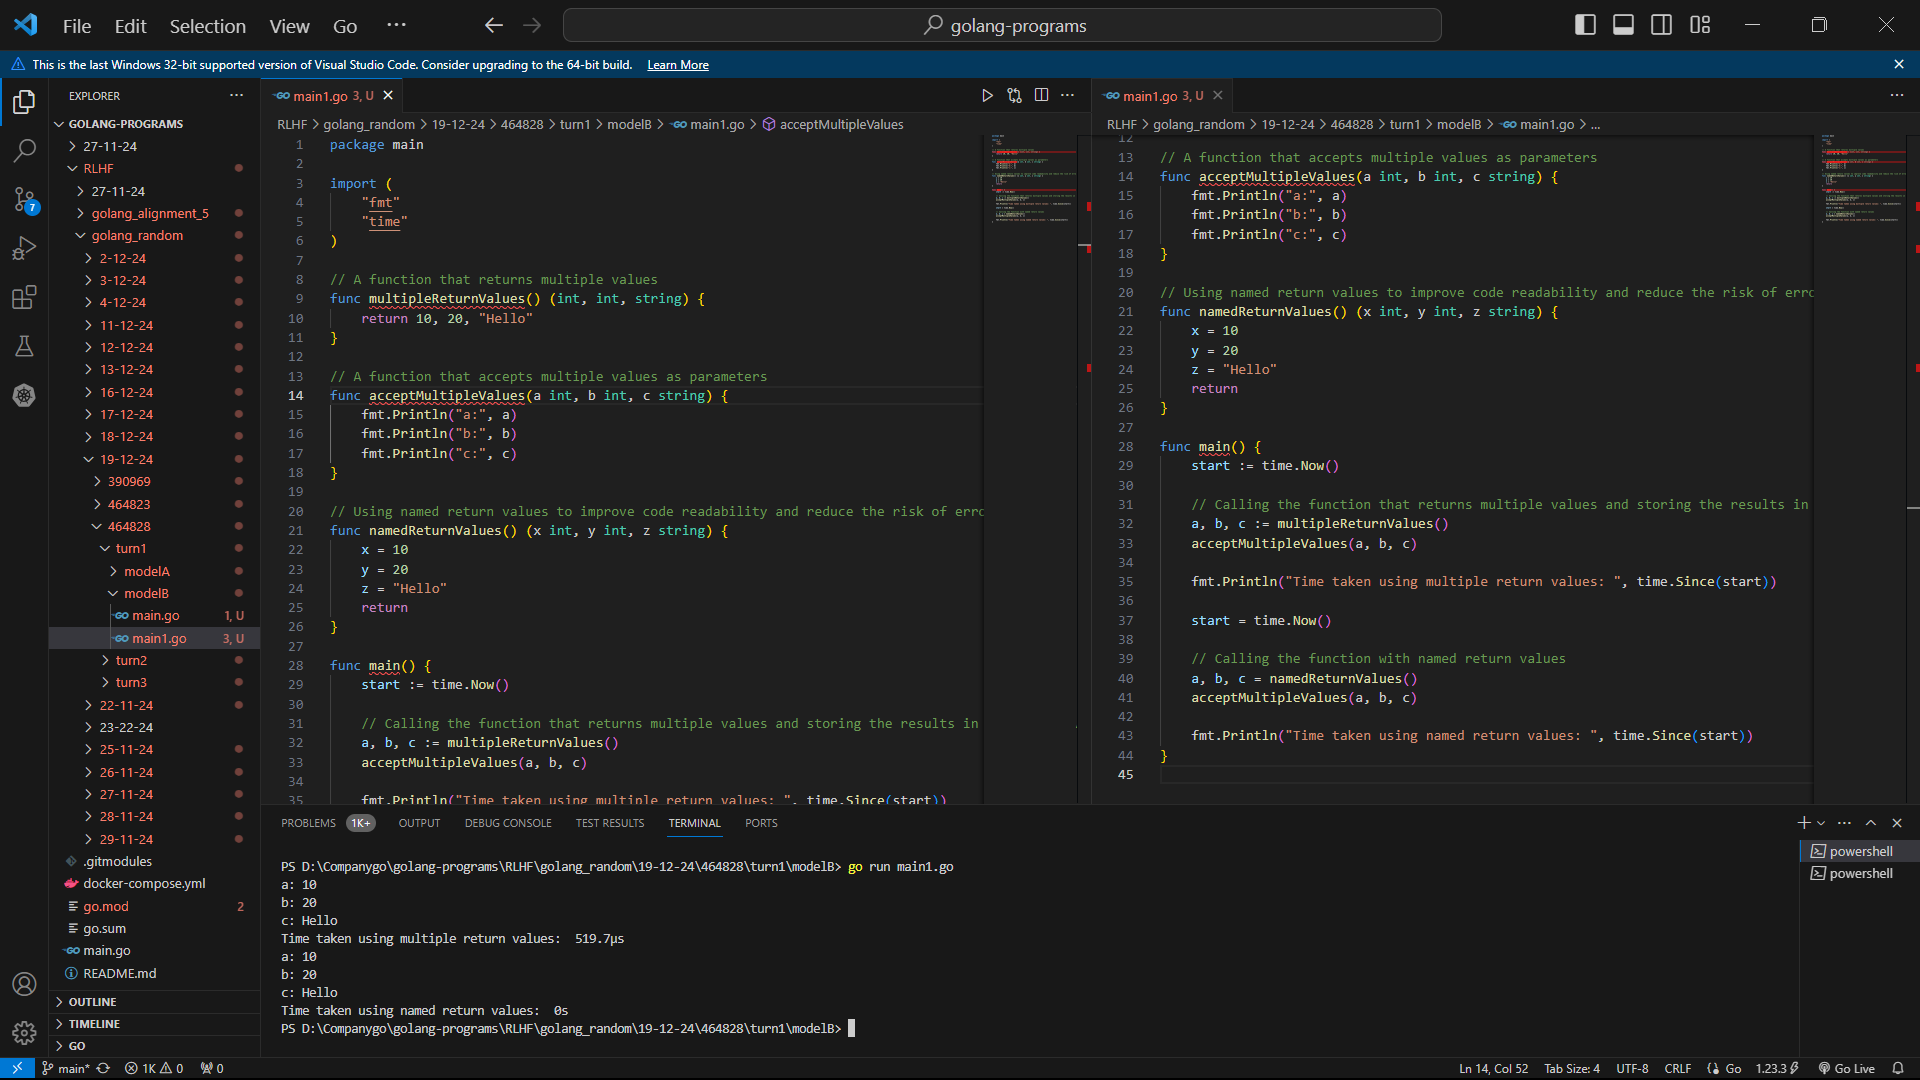 File Edit Selection View Go ···
golang-programs
This is the last Windows 32-bit supported version of Visual Studio Code. Consider upgrading to the 64-bit build. Learn More
EXPLORER
GOLANG-PROGRAMS
27-11-24
RLHF
27-11-24
golang_alignment_5
golang_random
2-12-24
3-12-24
4-12-24
11-12-24
12-12-24
13-12-24
16-12-24
17-12-24
18-12-24
19-12-24
390969
464823
464828
turn1
modelA
modelB
main.go 1, U
main1.go 3, U
turn2
turn3
22-11-24
23-22-24
25-11-24
26-11-24
27-11-24
28-11-24
29-11-24
.gitmodules
docker-compose.yml
go.mod 2
go.sum
main.go
README.md
OUTLINE
TIMELINE
GO
7
main1.go 3, U
RLHF > golang_random > 19-12-24 > 464828 > turn1 > modelB > main1.go > acceptMultipleValues
1 package main
2
3 import (
4 "fmt"
5 "time"
6 )
7
8 // A function that returns multiple values
9 func multipleReturnValues() (int, int, string) {
10 return 10, 20, "Hello"
11 }
12
13 // A function that accepts multiple values as parameters
14 func acceptMultipleValues(a int, b int, c string) {
15 fmt.Println("a:", a)
16 fmt.Println("b:", b)
17 fmt.Println("c:", c)
18 }
19
20 // Using named return values to improve code readability and reduce the risk of erro
21 func namedReturnValues() (x int, y int, z string) {
22 x = 10
23 y = 20
24 z = "Hello"
25 return
26 }
27
28 func main() {
29 start := time.Now()
30
31 // Calling the function that returns multiple values and storing the results in
32 a, b, c := multipleReturnValues()
33 acceptMultipleValues(a, b, c)
34
35 fmt.Println("Time taken using multiple return values: ", time.Since(start))
main1.go 3, U
RLHF > golang_random > 19-12-24 > 464828 > turn1 > modelB > main1.go > ...
12
13 // A function that accepts multiple values as parameters
14 func acceptMultipleValues(a int, b int, c string) {
15 fmt.Println("a:", a)
16 fmt.Println("b:", b)
17 fmt.Println("c:", c)
18 }
19
20 // Using named return values to improve code readability and reduce the risk of erro
21 func namedReturnValues() (x int, y int, z string) {
22 x = 10
23 y = 20
24 z = "Hello"
25 return
26 }
27
28 func main() {
29 start := time.Now()
30
31 // Calling the function that returns multiple values and storing the results in
32 a, b, c := multipleReturnValues()
33 acceptMultipleValues(a, b, c)
34
35 fmt.Println("Time taken using multiple return values: ", time.Since(start))
36
37 start = time.Now()
38
39 // Calling the function with named return values
40 a, b, c = namedReturnValues()
41 acceptMultipleValues(a, b, c)
42
43 fmt.Println("Time taken using named return values: ", time.Since(start))
44 }
45
PROBLEMS 1K+ OUTPUT DEBUG CONSOLE TEST RESULTS TERMINAL PORTS
PS D:\Companygo\golang-programs\RLHF\golang_random\19-12-24\464828\turn1\modelB> go run main1.go
a: 10
b: 20
c: Hello
Time taken using multiple return values:  519.7µs
a: 10
b: 20
c: Hello
Time taken using named return values:  0s
PS D:\Companygo\golang-programs\RLHF\golang_random\19-12-24\464828\turn1\modelB>
powershell
powershell
main* 1K 0 0
Ln 14, Col 52 Tab Size: 4 UTF-8 CRLF Go 1.23.3 Go Live